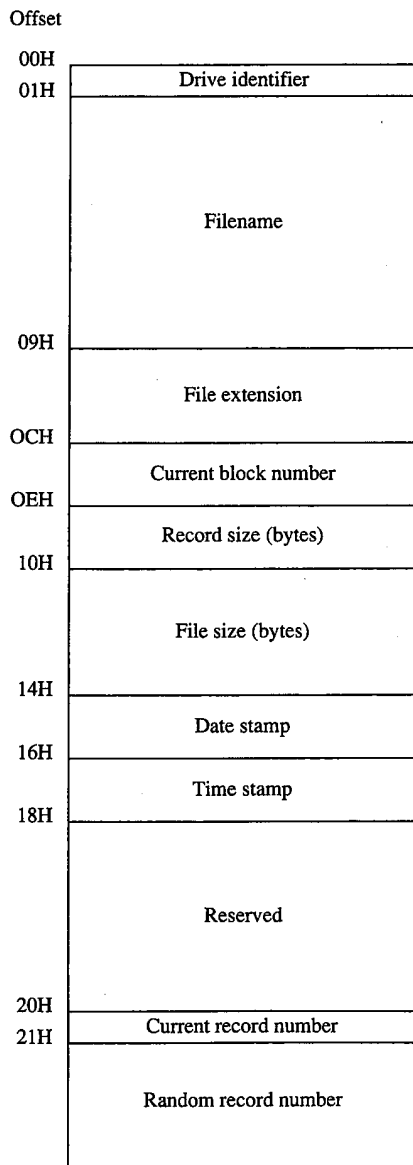 Offset
00H
Drive identifier
01H
Filename
09H
File extension
OCH
Current block number
OEH
Record size (bytes)
10H
File size (bytes)
14H
Date stamp
16H
Time stamp
18H
Reserved
20H
Current record number
21H
Random record number